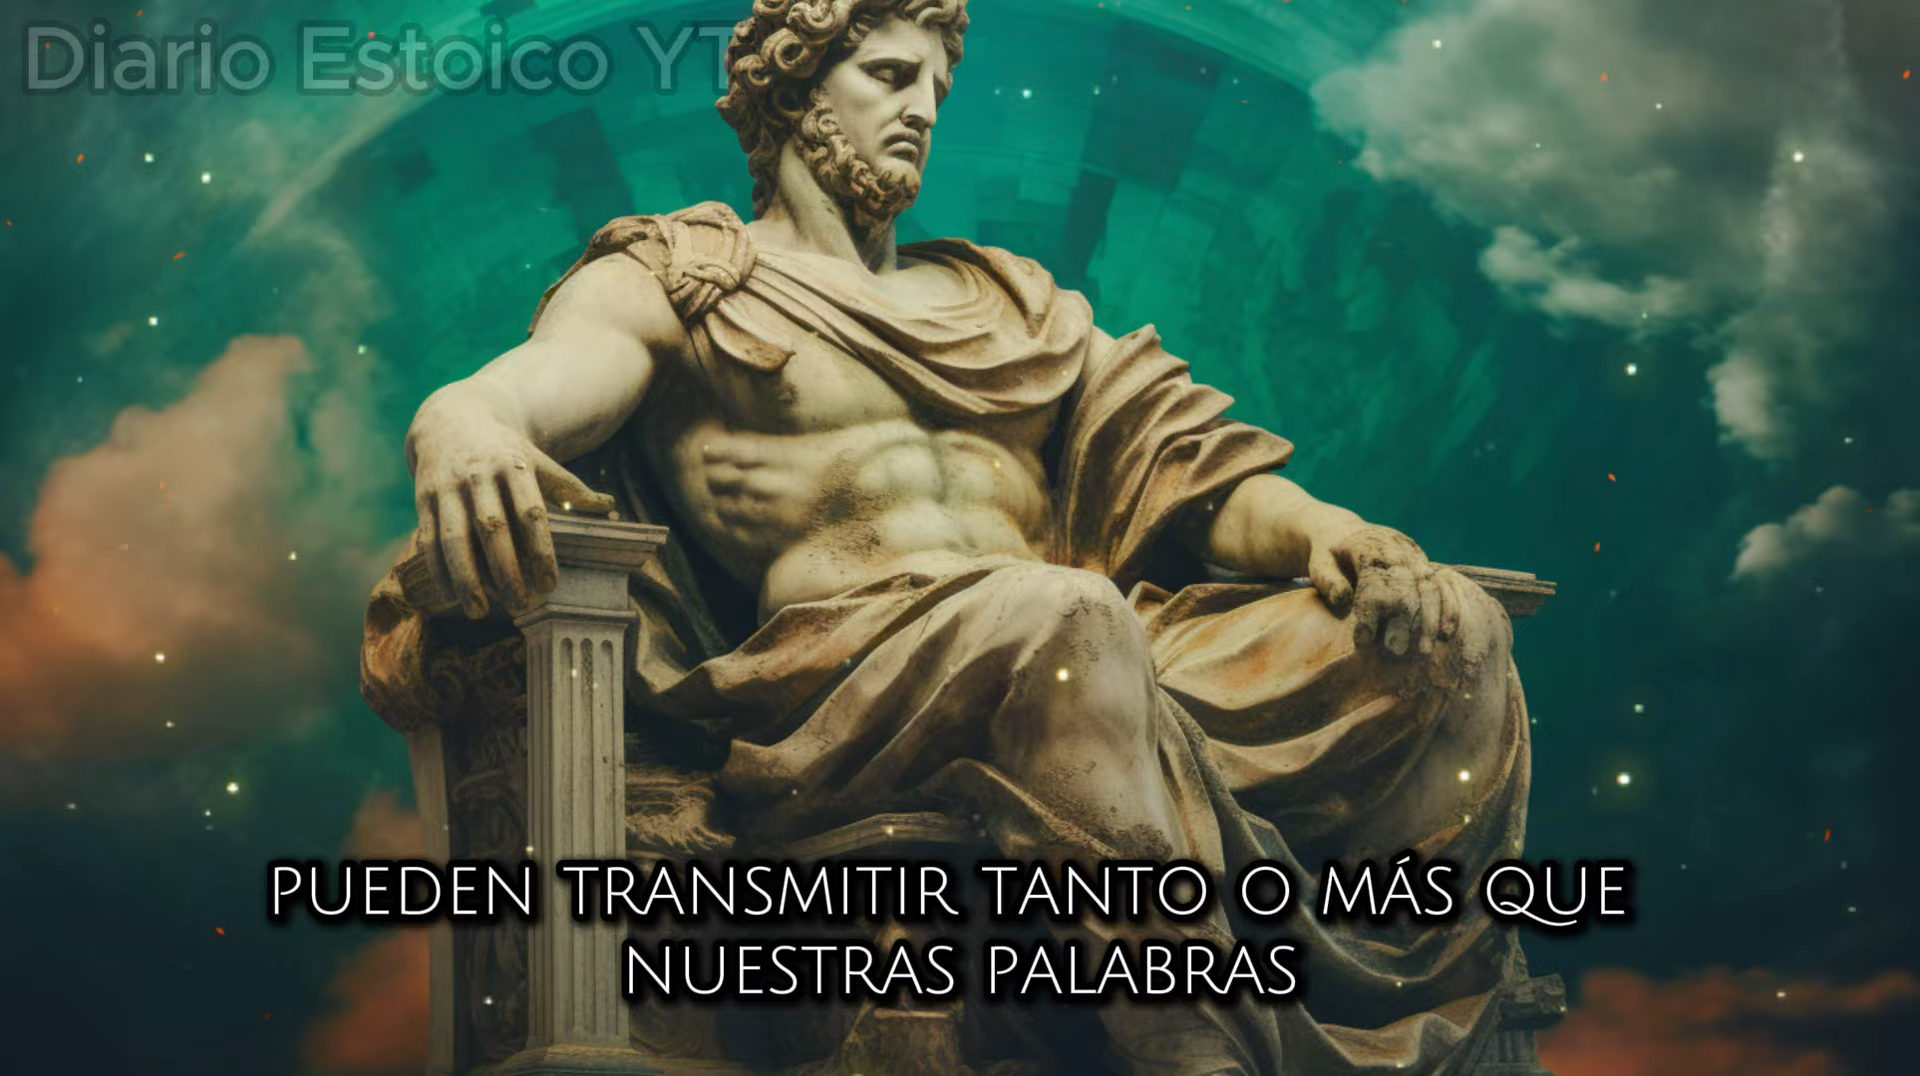 Diario Estoico YT
PUEDEN TRANSMITIR TANTO O MÁS QUE
NUESTRAS PALABRAS